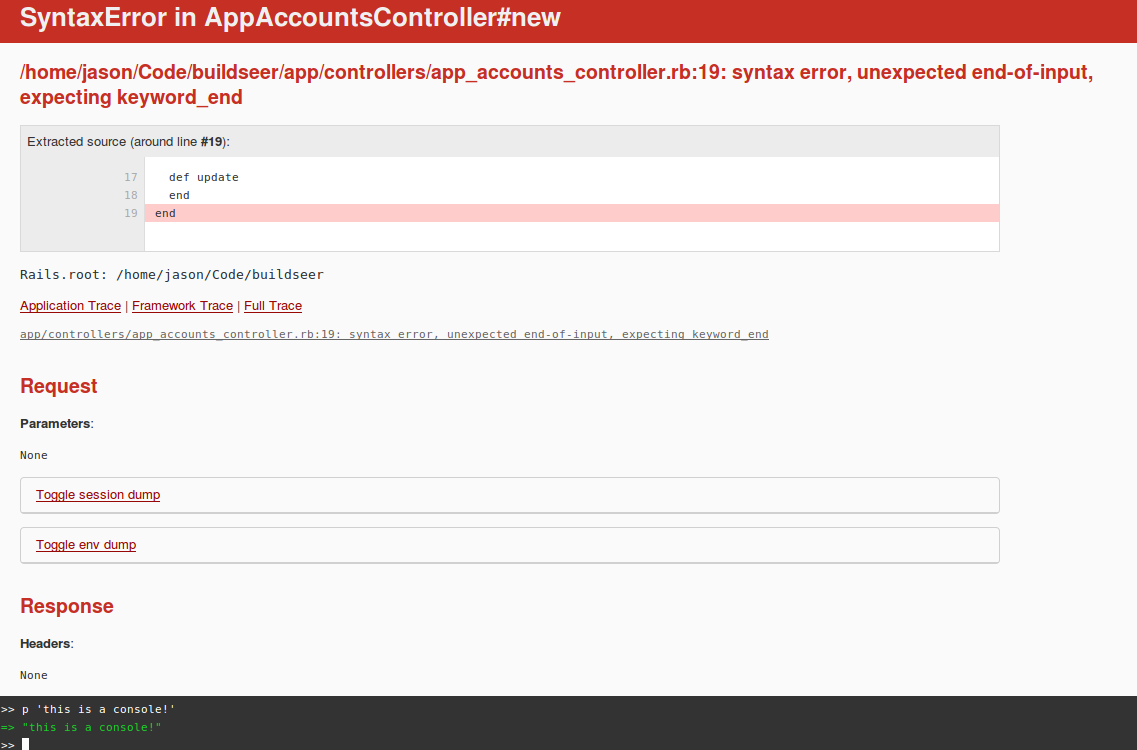 SyntaxError in AppAccountsController#new
/home/jason/Code/buildseer/app/controllers/app_accounts_controller.rb:19: syntax error, unexpected end-of-input,
expecting keyword_end
Extracted source (around line #19):
17 def update
18 end
19 end
Rails.root: /home/jason/Code/buildseer
Application Trace | Framework Trace | Full Trace
app/controllers/app_accounts_controller.rb:19: syntax error, unexpected end-of-input, expecting keyword_end
Request
Parameters:
None
Toggle session dump
Toggle env dump
Response
Headers:
None
>> p 'this is a console!'
=> "this is a console!"
>>